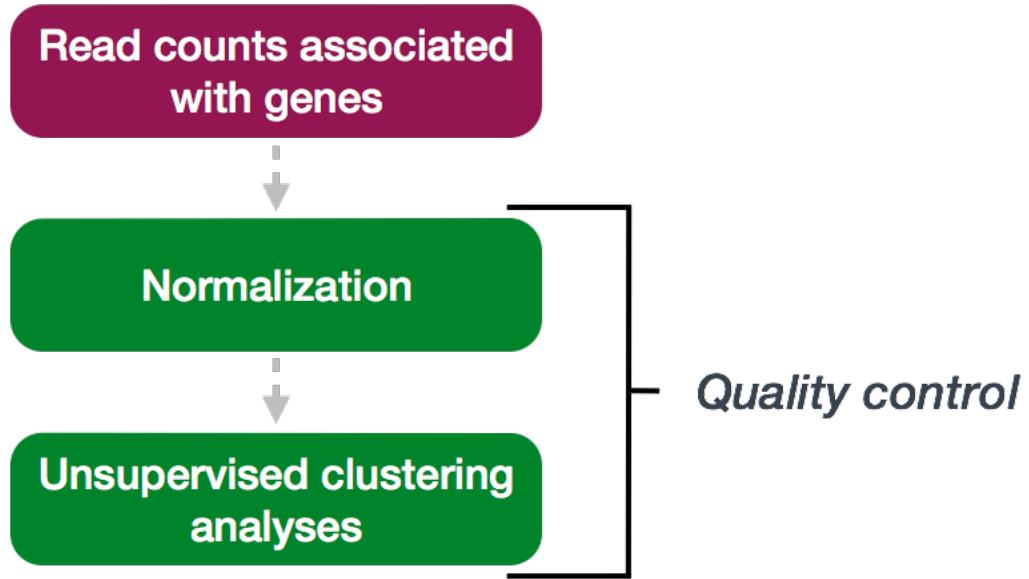 Read counts associated
with genes
Normalization
Quality control
Unsupervised clustering
analyses